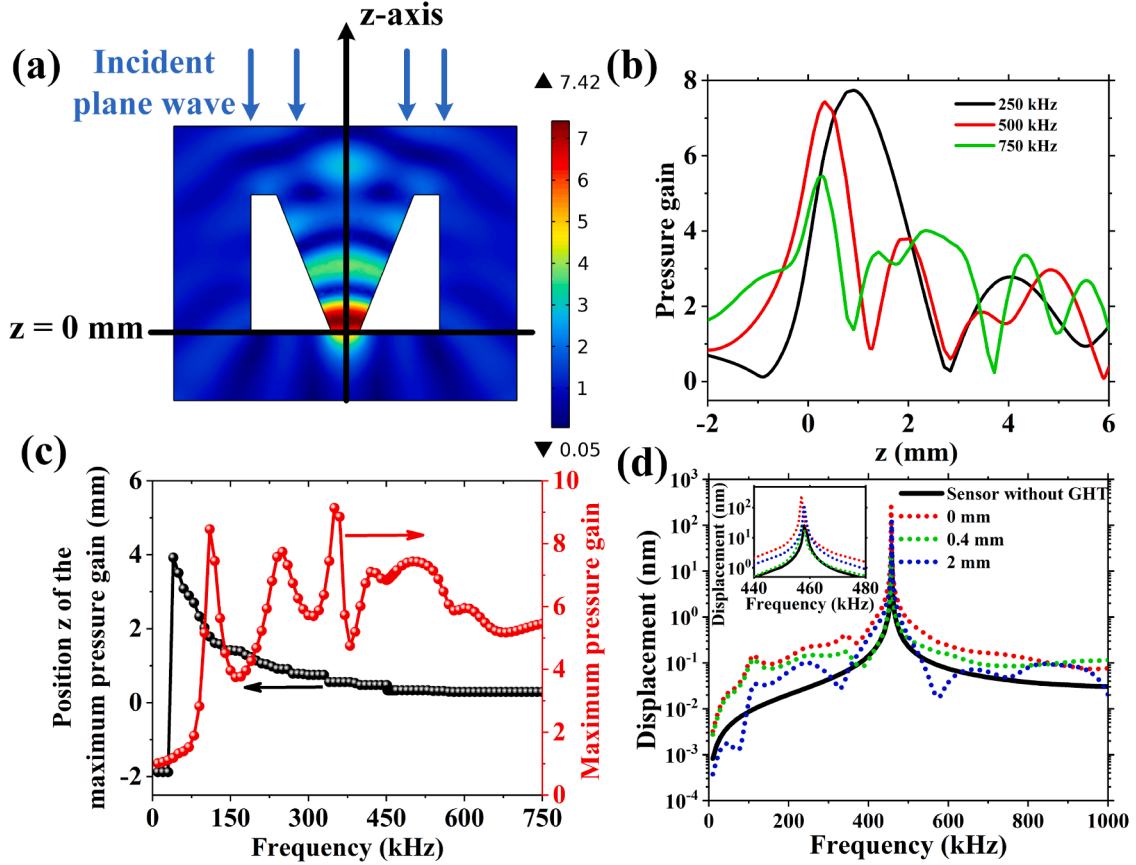 (a)
z-axis
Incident
plane wave
▲ 7.42
7
6
5
4
3
2
1
▼ 0.05
z = 0 mm
(b)
Pressure gain
8
6
4
2
0
250 kHz
500 kHz
750 kHz
-2 0 2 4 6
z (mm)
(c)
Position z of the
maximum pressure gain (mm)
6
4
2
0
-2
10
8
6
4
2
0
Maximum pressure gain
0 150 300 450 600 750
Frequency (kHz)
(d)
Displacement (nm)
10³
10²
10¹
10⁰
10⁻¹
10⁻²
10⁻³
10⁻⁴
Sensor without GHT
0 mm
0.4 mm
2 mm
Displacement (nm)
10²
10¹
10⁰
440 460 480
Frequency (kHz)
0 200 400 600 800 1000
Frequency (kHz)